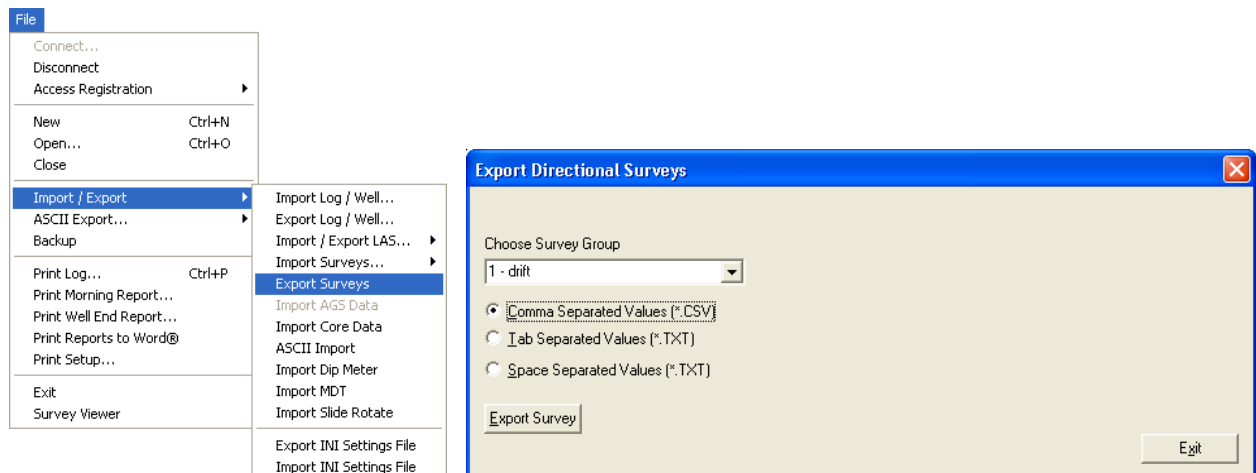 File
Connect...
Disconnect
Access Registration
New Ctrl+N
Open... Ctrl+O
Close
Import / Export
ASCII Export...
Backup
Print Log... Ctrl+P
Print Morning Report...
Print Well End Report...
Print Reports to Word®
Print Setup...
Exit
Survey Viewer
Import Log / Well...
Export Log / Well...
Import / Export LAS...
Import Surveys...
Export Surveys
Import AGS Data
Import Core Data
ASCII Import
Import Dip Meter
Import MDT
Import Slide Rotate
Export INI Settings File
Import INI Settings File
Export Directional Surveys
Choose Survey Group
1 - drift
Comma Separated Values (*.CSV)
Tab Separated Values (*.TXT)
Space Separated Values (*.TXT)
Export Survey
Exit